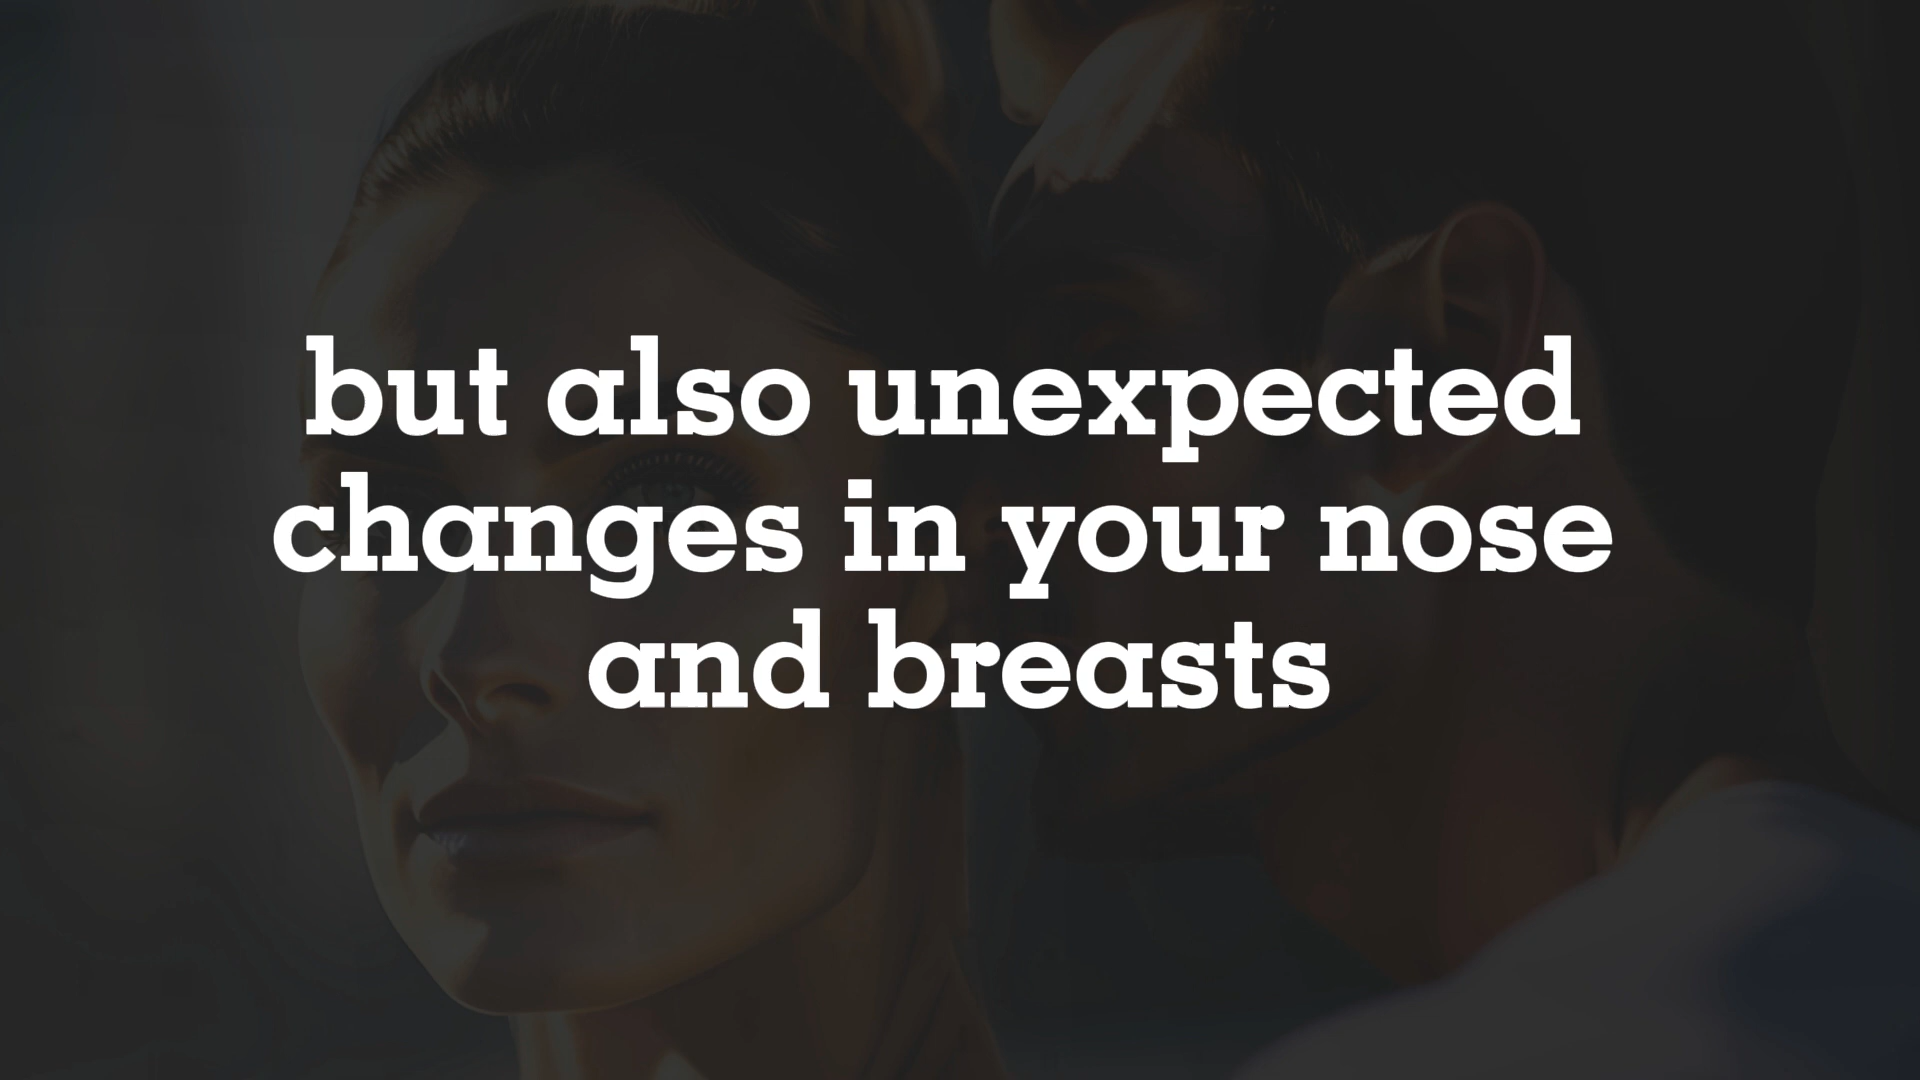 but also unexpected
changes in your nose
and breasts